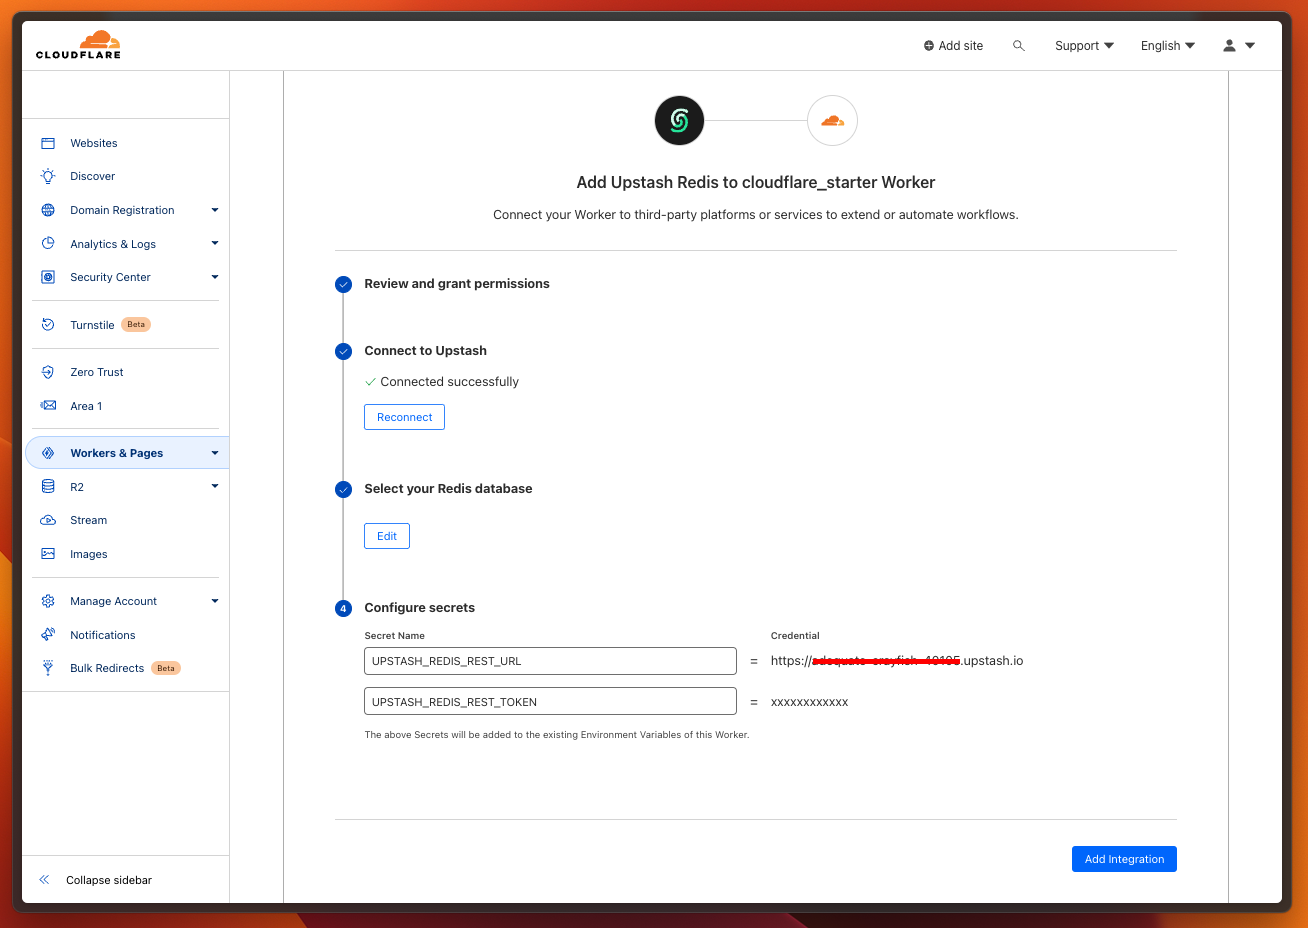 CLOUDFLARE
Add site
Support
English
Websites
Discover
Domain Registration
Analytics & Logs
Security Center
Turnstile Beta
Zero Trust
Area 1
Workers & Pages
R2
Stream
Images
Manage Account
Notifications
Bulk Redirects Beta
Collapse sidebar
Add Upstash Redis to cloudflare_starter Worker
Connect your Worker to third-party platforms or services to extend or automate workflows.
Review and grant permissions
Connect to Upstash
Connected successfully
Reconnect
Select your Redis database
Edit
4 Configure secrets
Secret Name Credential
UPSTASH_REDIS_REST_URL = https:// .upstash.io
UPSTASH_REDIS_REST_TOKEN = xxxxxxxxxxxx
The above Secrets will be added to the existing Environment Variables of this Worker.
Add Integration